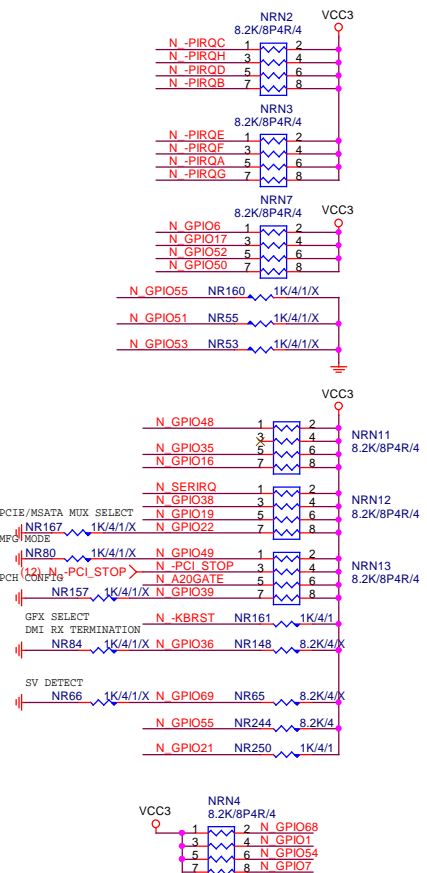 NRN2 VCC3
8.2K/8P4R/4
N_-PIRQC 1 2
N_-PIRQH 3 4
N_-PIRQD 5 6
N_-PIRQB 7 8
NRN3
8.2K/8P4R/4
N_-PIRQE 1 2
N_-PIRQF 3 4
N_-PIRQA 5 6
N_-PIRQG 7 8
NRN7
8.2K/8P4R/4 VCC3
N_GPIO6 1 2
N_GPIO17 3 4
N_GPIO52 5 6
N_GPIO50 7 8
N_GPIO55 NR160 1K/4/1/X
N_GPIO51 NR55 1K/4/1/X
N_GPIO53 NR53 1K/4/1/X
VCC3
N_GPIO48 1 2
3 4 NRN11
N_GPIO35 5 6 8.2K/8P4R/4
N_GPIO16 7 8
N_SERIRQ 1 2
N_GPIO38 3 4 NRN12
PCIE/MSATA MUX SELECT N_GPIO19 5 6 8.2K/8P4R/4
NR167 1K/4/1/X N_GPIO22 7 8
MFG MODE
NR80 1K/4/1/X N_GPIO49 1 2
(12) N_-PCI_STOP N_-PCI_STOP 3 4 NRN13
PCH CONFIG N_A20GATE 5 6 8.2K/8P4R/4
NR157 1K/4/1/X N_GPIO39 7 8
GFX SELECT N_-KBRST NR161 1K/4/1
DMI RX TERMINATION
NR84 1K/4/1/X N_GPIO36 NR148 8.2K/4/X
SV DETECT
NR66 1K/4/1/X N_GPIO69 NR65 8.2K/4/X
N_GPIO55 NR244 8.2K/4
N_GPIO21 NR250 1K/4/1
NRN4
VCC3 8.2K/8P4R/4
1 2 N_GPIO68
3 4 N_GPIO1
5 6 N_GPIO54
7 8 N_GPIO7